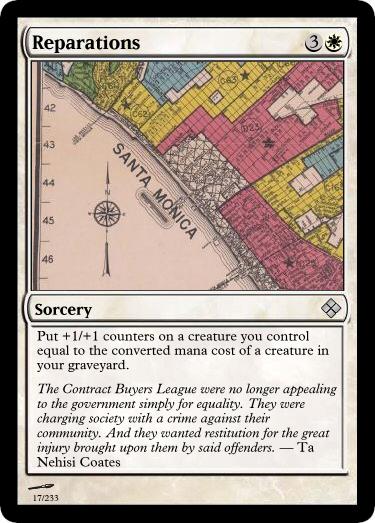 Reparations
3
C63
C62
D23
42
43
44
45
46
SANTA MONICA
Sorcery
Put +1/+1 counters on a creature you control
equal to the converted mana cost of a creature in
your graveyard.
The Contract Buyers League were no longer appealing
to the government simply for equality. They were
charging society with a crime against their
community. And they wanted restitution for the great
injury brought upon them by said offenders. — Ta
Nehisi Coates
17/233